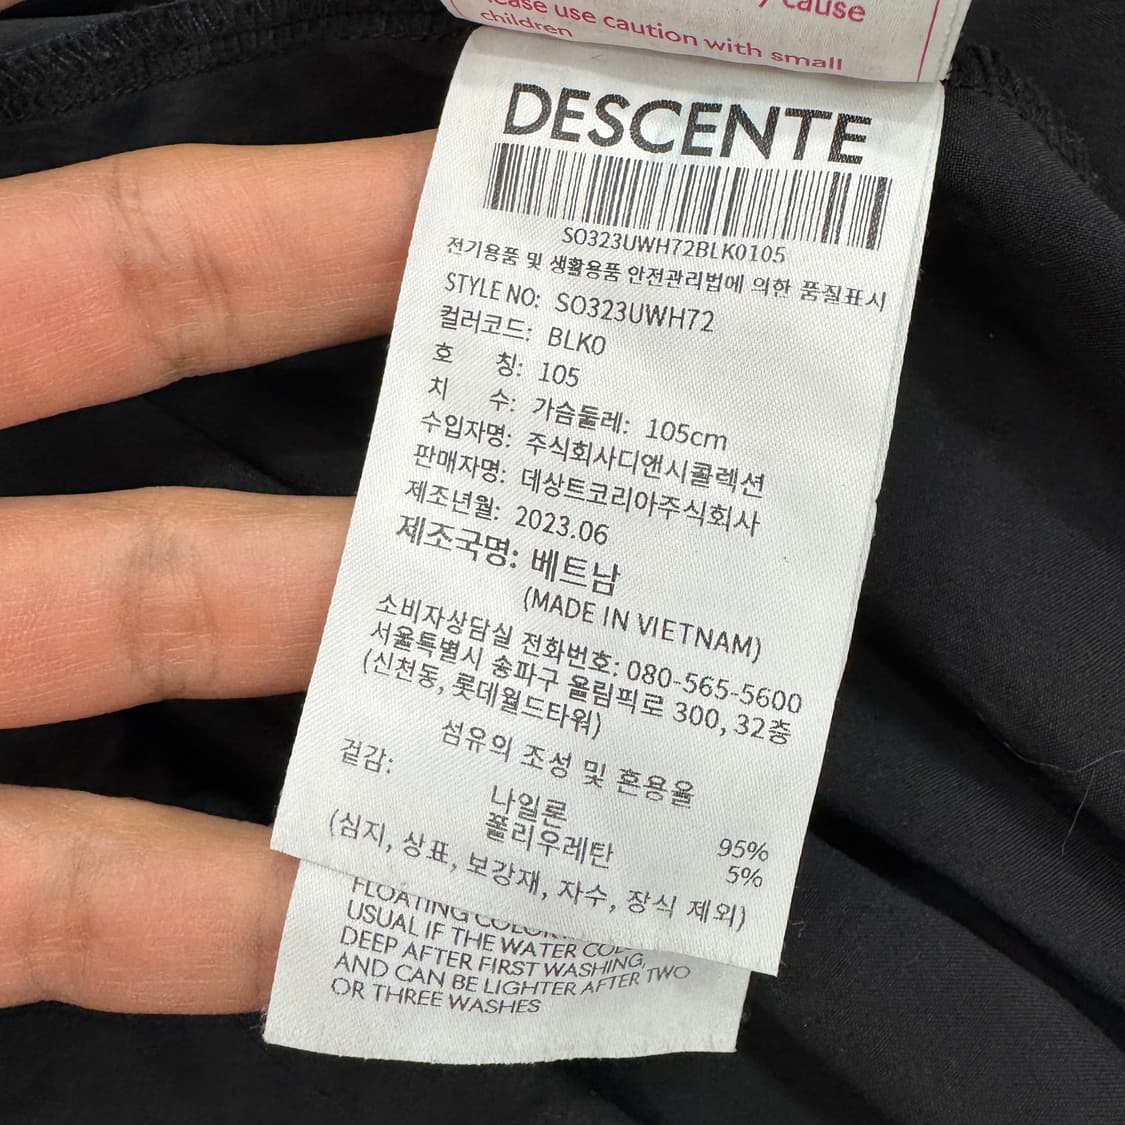 cause
ease use caution with small
children
DESCENTE
SO323UWH72BLK0105
전기용품 및 생활용품 안전관리법에 의한 품질표시
STYLE NO: SO323UWH72
컬러코드: BLK0
호 칭: 105
치 수: 가슴둘레: 105cm
수입자명: 주식회사디앤시콜렉션
판매자명: 데상트코리아주식회사
제조년월: 2023.06
제조국명: 베트남
(MADE IN VIETNAM)
소비자상담실 전화번호: 080-565-5600
서울특별시 송파구 올림픽로 300, 32층
(신천동, 롯데월드타워)
섬유의 조성 및 혼용율
겉감:
나일론 95%
폴리우레탄 5%
(심지, 상표, 보강재, 자수, 장식 제외)
FLOATING
USUAL IF THE WATER
DEEP AFTER FIRST WASHING,
AND CAN BE LIGHTER AFTER TWO
OR THREE WASHES